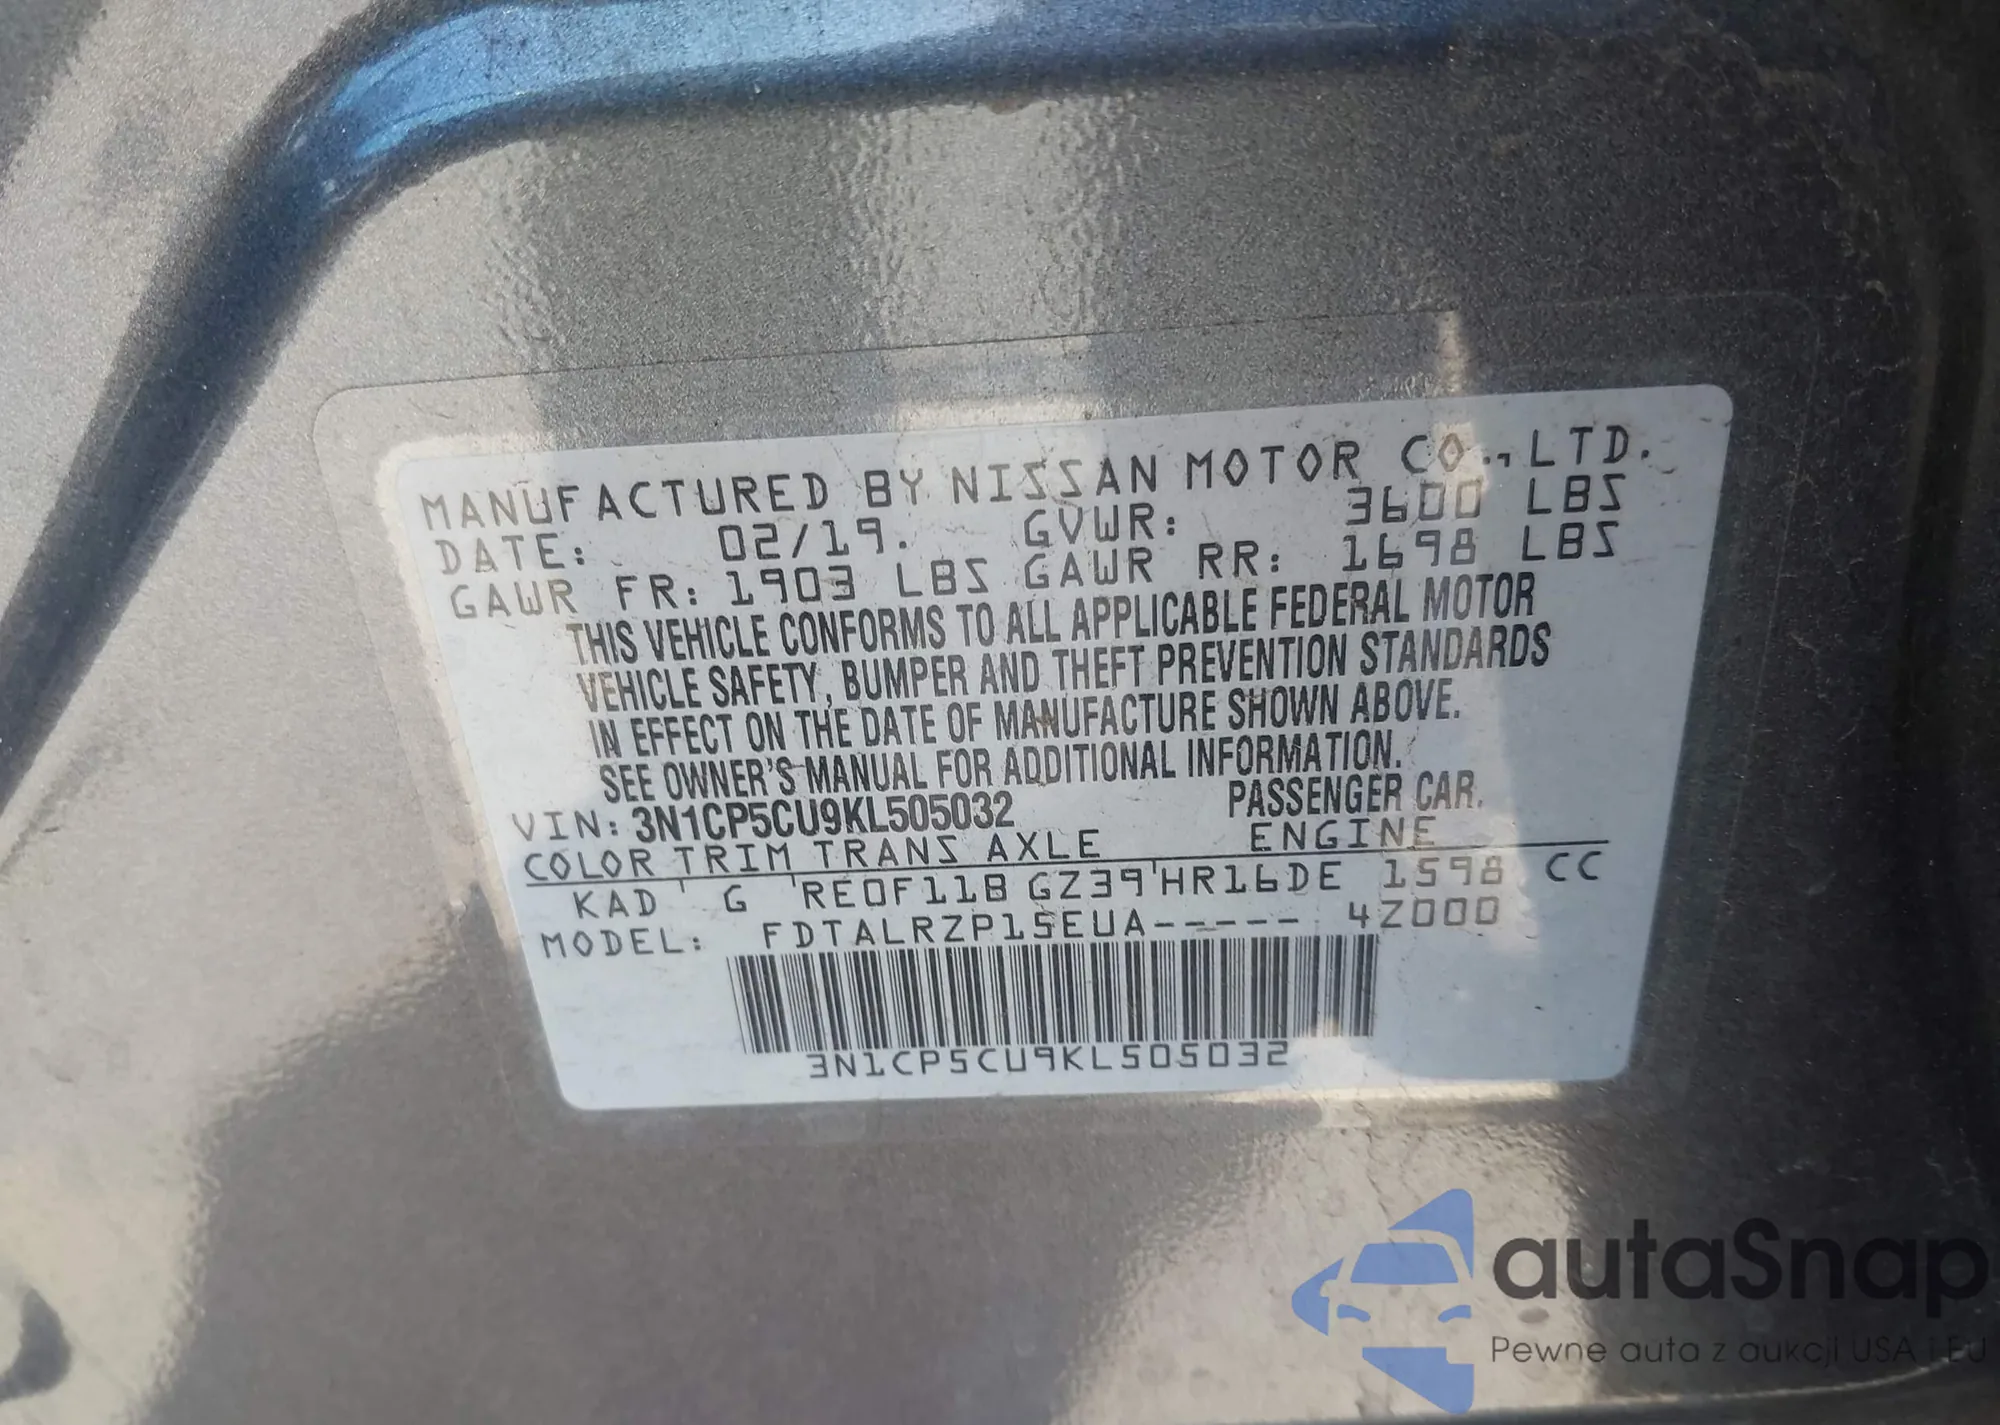 MANUFACTURED BY NISSAN MOTOR CO.,LTD.
DATE: 02/19. GVWR: 3600 LBS
GAWR FR: 1903 LBS GAWR RR: 1698 LBS
THIS VEHICLE CONFORMS TO ALL APPLICABLE FEDERAL MOTOR
VEHICLE SAFETY, BUMPER AND THEFT PREVENTION STANDARDS
IN EFFECT ON THE DATE OF MANUFACTURE SHOWN ABOVE.
SEE OWNER'S MANUAL FOR ADDITIONAL INFORMATION.
VIN: 3N1CP5CU9KL505032 PASSENGER CAR.
COLOR TRIM TRANS AXLE ENGINE
KAD ' G 'RE0F11B GZ39'HR16DE 1598 CC
MODEL: FDTALRZP15EUA----- 4Z000
3N1CP5CU9KL505032
autaSnap
Pewne auta z aukcji USA i EU